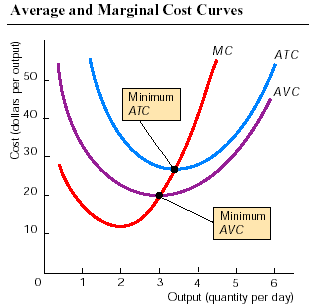 Average and Marginal Cost Curves
MC
ATC
AVC
Cost (dollars per output)
50
40
30
20
10
Minimum
ATC
Minimum
AVC
0 1 2 3 4 5 6
Output (quantity per day)